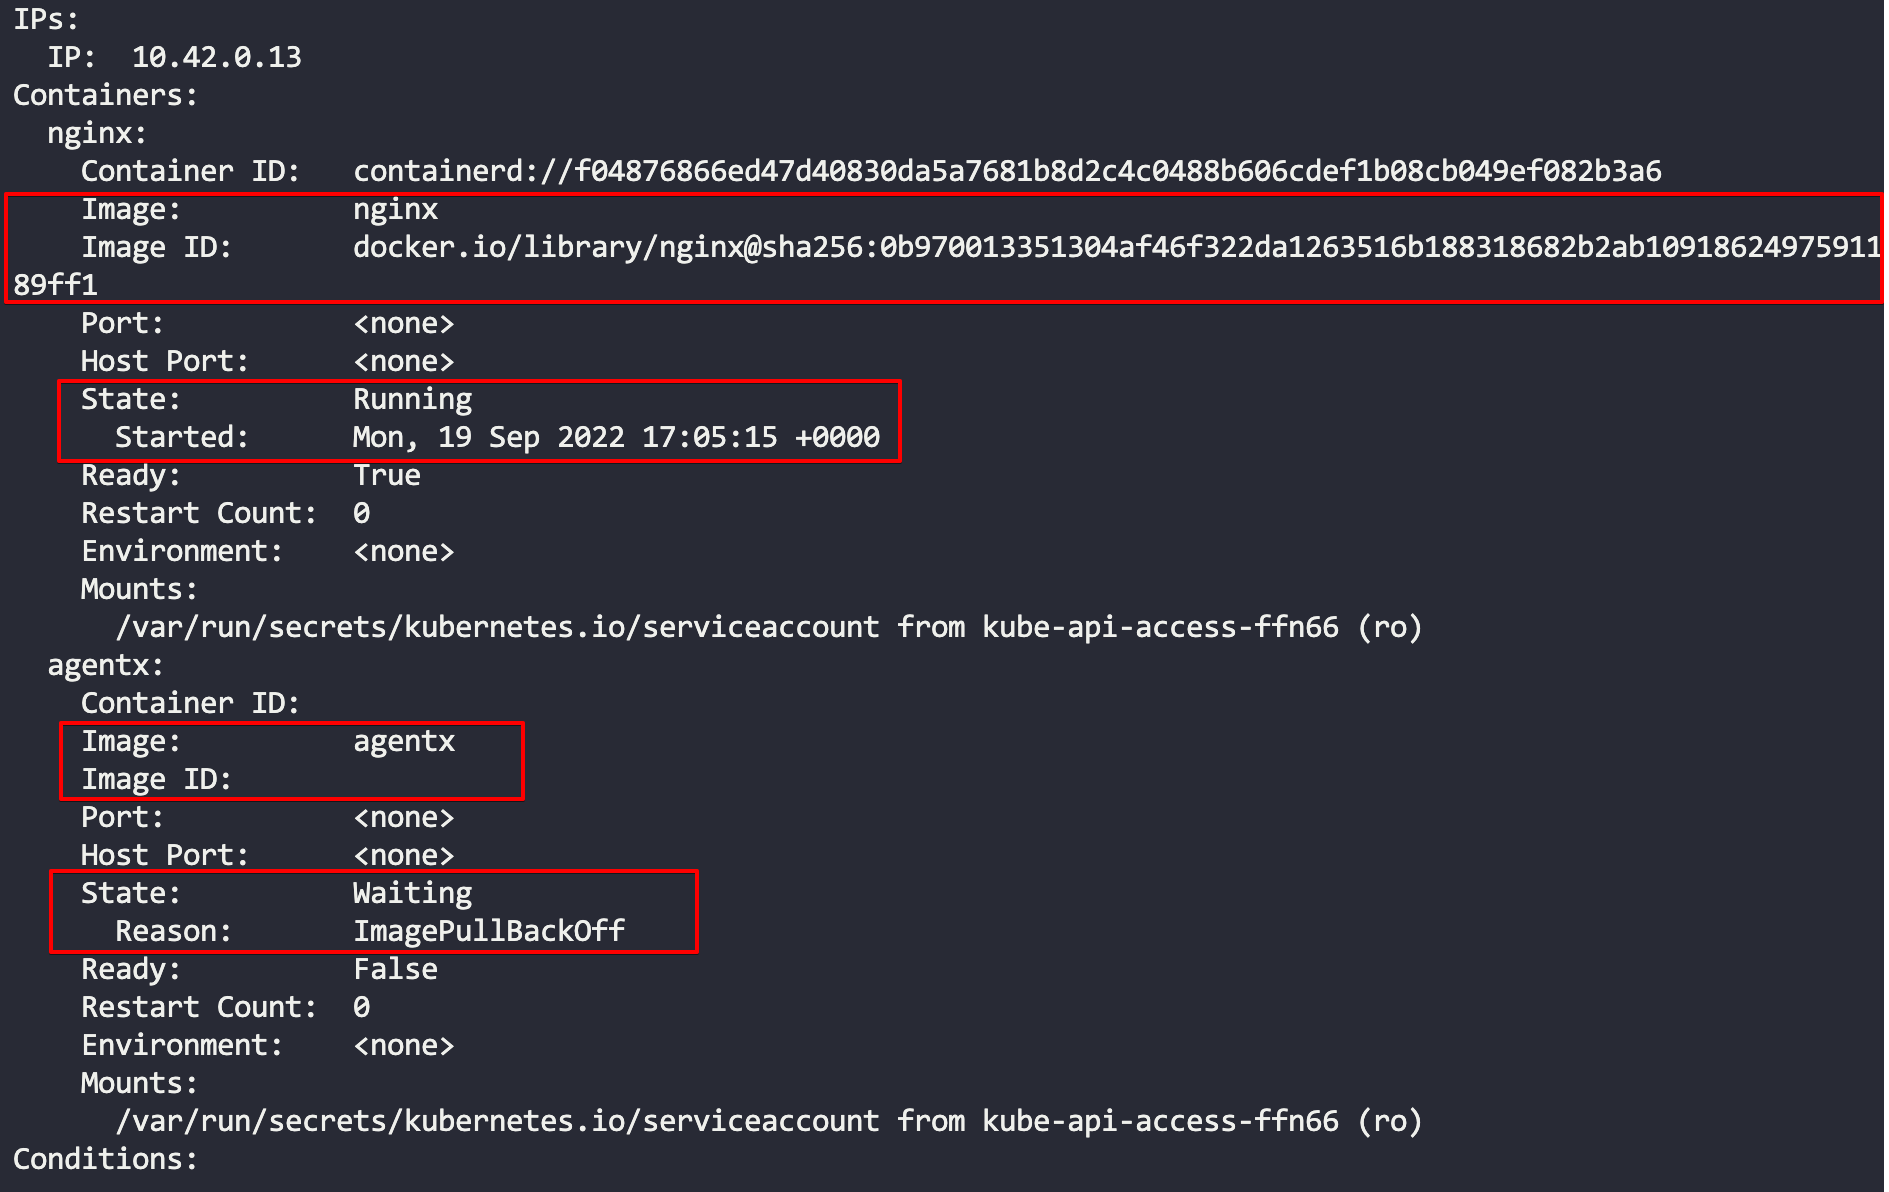 IPs:
  IP:  10.42.0.13
Containers:
  nginx:
    Container ID:   containerd://f04876866ed47d40830da5a7681b8d2c4c0488b606cdef1b08cb049ef082b3a6
    Image:          nginx
    Image ID:       docker.io/library/nginx@sha256:0b970013351304af46f322da1263516b188318682b2ab10918624975911
89ff1
    Port:           <none>
    Host Port:      <none>
    State:          Running
      Started:      Mon, 19 Sep 2022 17:05:15 +0000
    Ready:          True
    Restart Count:  0
    Environment:    <none>
    Mounts:
      /var/run/secrets/kubernetes.io/serviceaccount from kube-api-access-ffn66 (ro)
  agentx:
    Container ID:
    Image:          agentx
    Image ID:
    Port:           <none>
    Host Port:      <none>
    State:          Waiting
      Reason:       ImagePullBackOff
    Ready:          False
    Restart Count:  0
    Environment:    <none>
    Mounts:
      /var/run/secrets/kubernetes.io/serviceaccount from kube-api-access-ffn66 (ro)
Conditions: